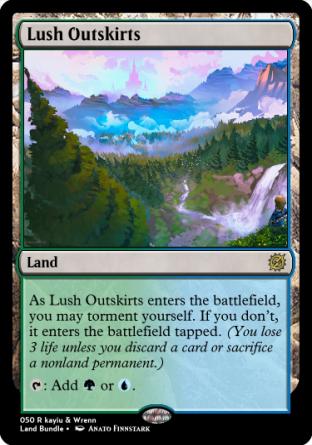 Lush Outskirts
Land
As Lush Outskirts enters the battlefield,
you may torment yourself. If you don't,
it enters the battlefield tapped. (You lose
3 life unless you discard a card or sacrifice
a nonland permanent.)
: Add or .
050 R kayiu & Wrenn
Land Bundle • Anato Finnstark